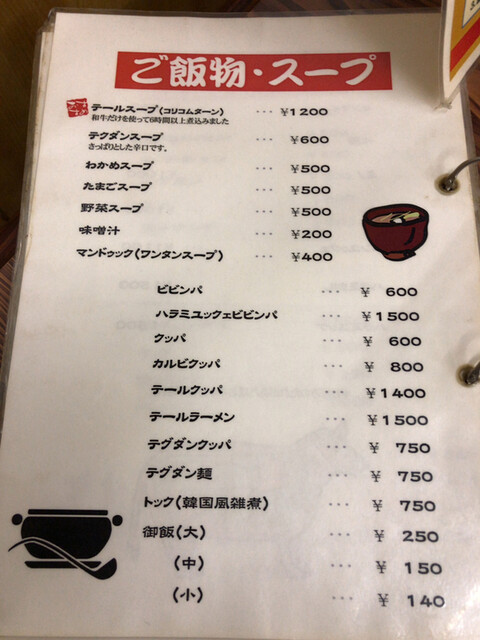 ご飯物・スープ
テールスープ(コリコムターン) ･･･ ¥1200
和牛だけを使って6時間以上煮込みました
テクダンスープ ･･･ ¥600
さっぱりとした辛口です。
わかめスープ ･･･ ¥500
たまごスープ ･･･ ¥500
野菜スープ ･･･ ¥500
味噌汁 ･･･ ¥200
マンドゥック(ワンタンスープ) ･･･ ¥400
ビビンパ ･･･ ¥ 600
ハラミユッケェビビンパ ･･･ ¥1500
クッパ ･･･ ¥ 600
カルビクッパ ･･･ ¥ 800
テールクッパ ･･･ ¥1400
テールラーメン ･･･ ¥1500
テグダンクッパ ･･･ ¥ 750
テグダン麺 ･･･ ¥ 750
トック(韓国風雑煮) ･･･ ¥ 750
御飯(大) ･･･ ¥ 250
(中) ･･･ ¥ 150
(小) ･･･ ¥ 140